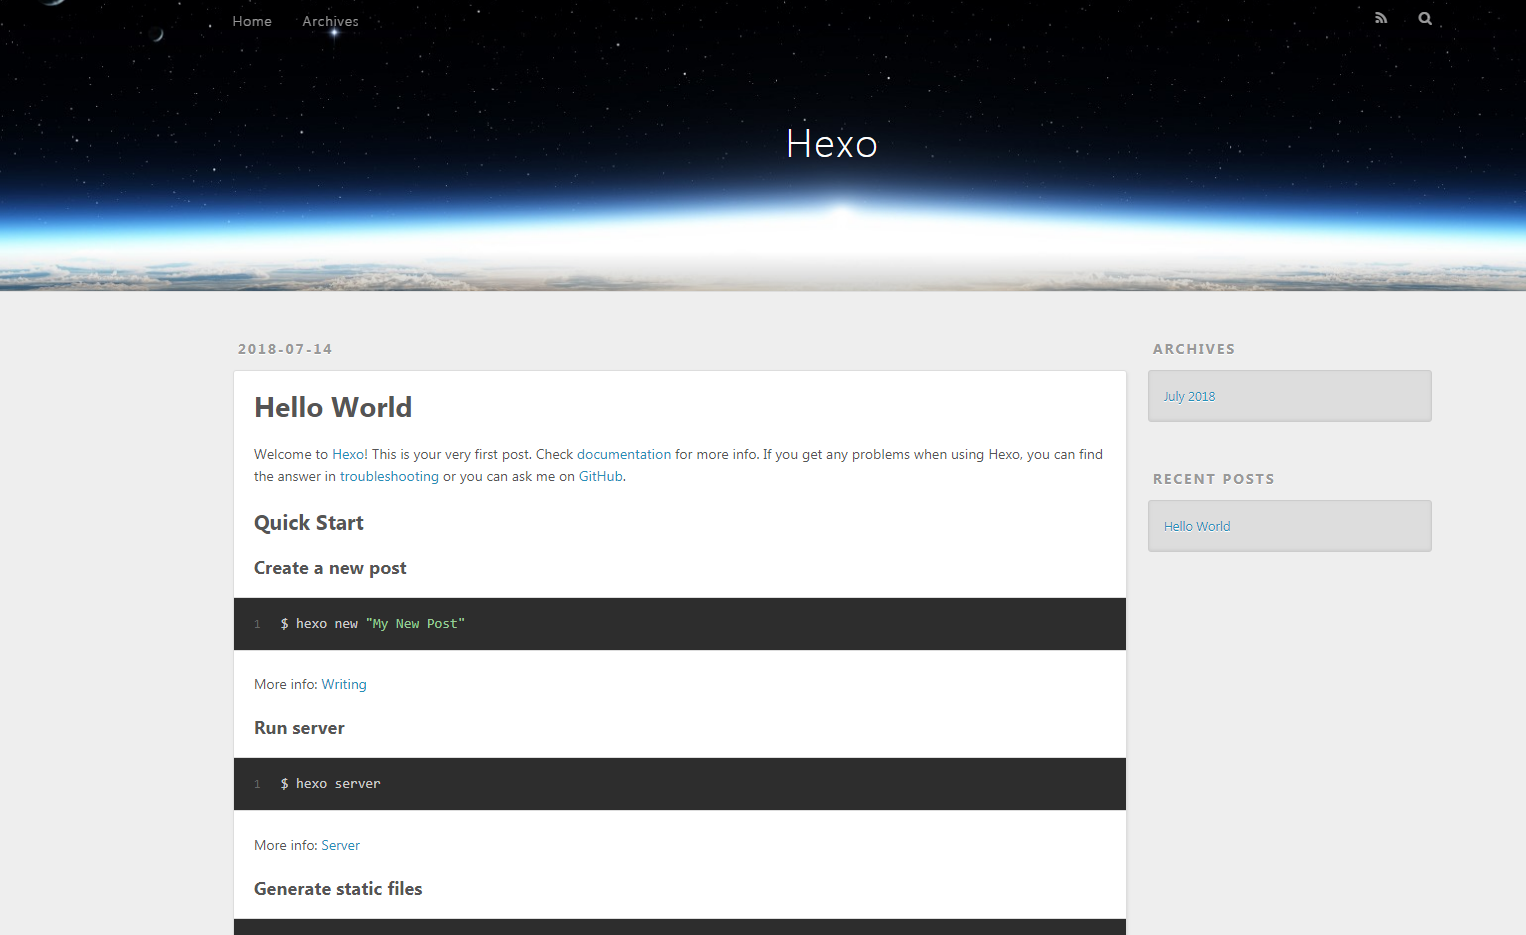 Home Archives
Hexo
2018-07-14
Hello World
Welcome to Hexo! This is your very first post. Check documentation for more info. If you get any problems when using Hexo, you can find
the answer in troubleshooting or you can ask me on GitHub.
Quick Start
Create a new post
1 $ hexo new "My New Post"
More info: Writing
Run server
1 $ hexo server
More info: Server
Generate static files
ARCHIVES
July 2018
RECENT POSTS
Hello World